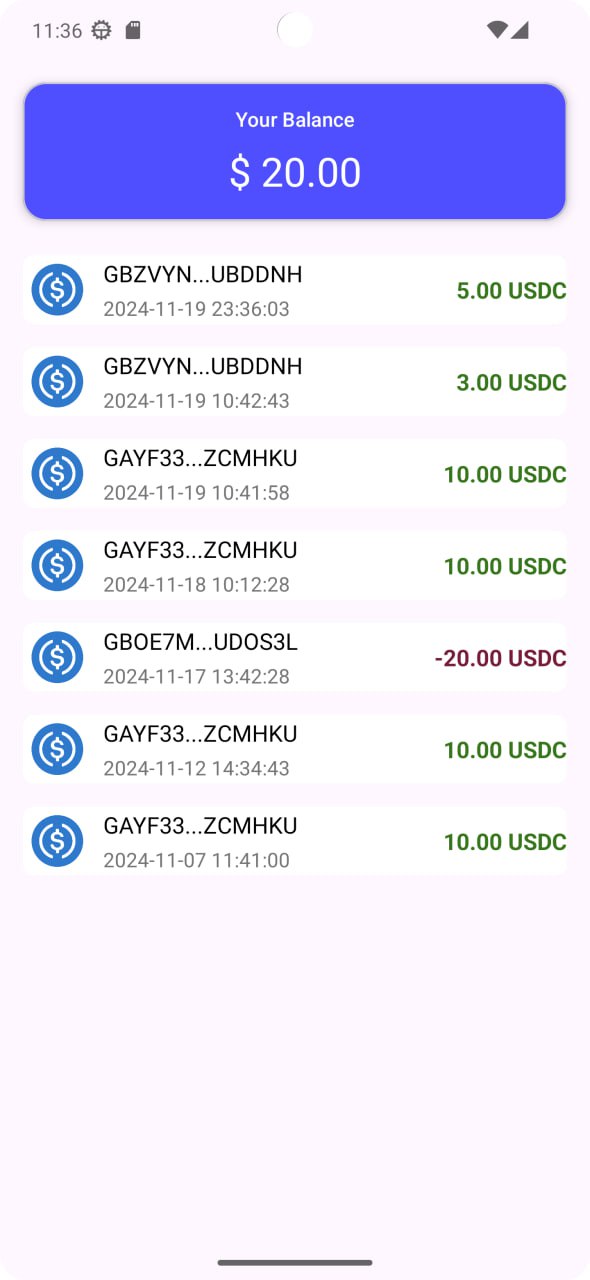 11:36
Your Balance
$ 20.00
GBZVYN...UBDDNH
2024-11-19 23:36:03
5.00 USDC
GBZVYN...UBDDNH
2024-11-19 10:42:43
3.00 USDC
GAYF33...ZCMHKU
2024-11-19 10:41:58
10.00 USDC
GAYF33...ZCMHKU
2024-11-18 10:12:28
10.00 USDC
GBOE7M...UDOS3L
2024-11-17 13:42:28
-20.00 USDC
GAYF33...ZCMHKU
2024-11-12 14:34:43
10.00 USDC
GAYF33...ZCMHKU
2024-11-07 11:41:00
10.00 USDC